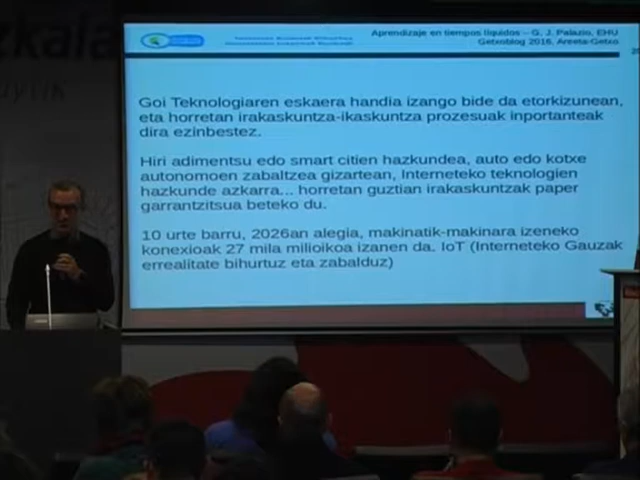 zkala
Aprendizaje en tiempos líquidos – G. J. Palazio, EHU
Getxoblog 2016, Areeta-Getxo
Goi Teknologiaren eskaera handia izango bide da etorkizunean,
eta horretan irakaskuntza-ikaskuntza prozesuak inportanteak
dira ezinbestez.
Hiri adimentsu edo smart citien hazkundea, auto edo kotxe
autonomoen zabaltzea gizartean, Interneteko teknologien
hazkunde azkarra... horretan guztian irakaskuntzak paper
garrantzitsua beteko du.
10 urte barru, 2026an alegia, makinatik-makinara izeneko
konexioak 27 mila milioikoa izanen da. IoT (Interneteko Gauzak
errealitate bihurtuz eta zabalduz)